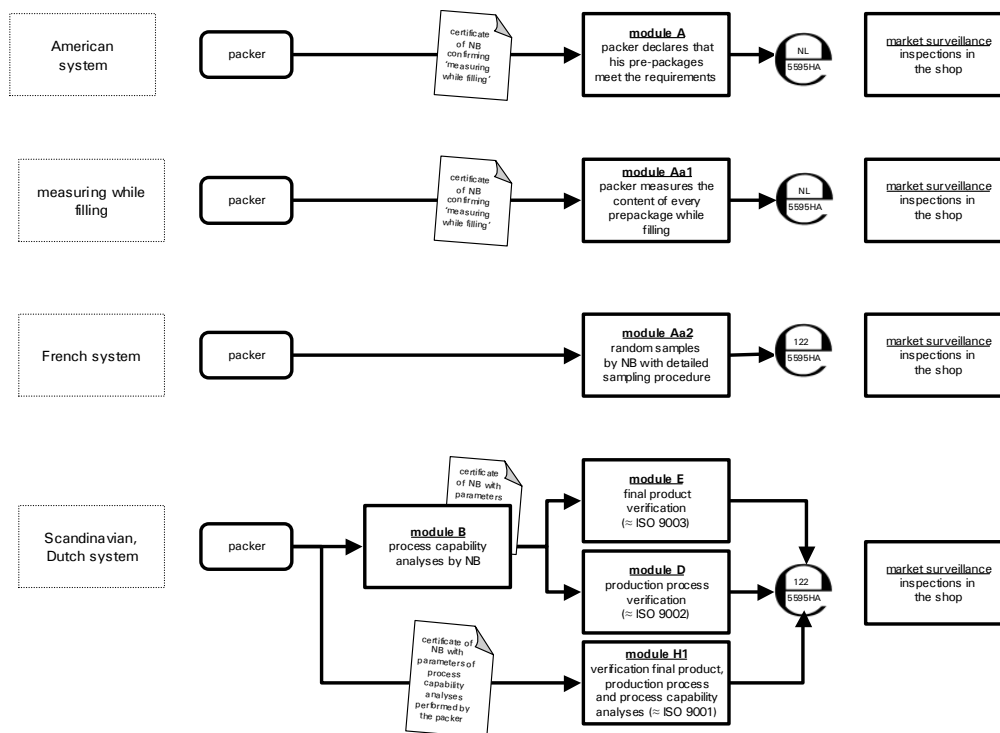 American
system
packer
certificate
of NB
confirming
‘measuring
while filling’
module A
packer declares that
his pre-packages
meet the requirements
NL
5595HA
market surveillance
inspections in
the shop
measuring while
filling
packer
certificate
of NB
confirming
‘measuring
while filling’
module Aa1
packer measures the
content of every
prepackage while
filling
NL
5595HA
market surveillance
inspections in
the shop
French system
packer
module Aa2
random samples
by NB with detailed
sampling procedure
122
5595HA
market surveillance
inspections in
the shop
Scandinavian,
Dutch system
packer
certificate
of NB with
parameters
module B
process capability
analyses by NB
module E
final product
verification
(≈ ISO 9003)
module D
production process
verification
(≈ ISO 9002)
122
5595HA
market surveillance
inspections in
the shop
certificate of
NB with
parameters of
process
capability
analyses
performed by
the packer
module H1
verification final product,
production process
and process capability
analyses (≈ ISO 9001)